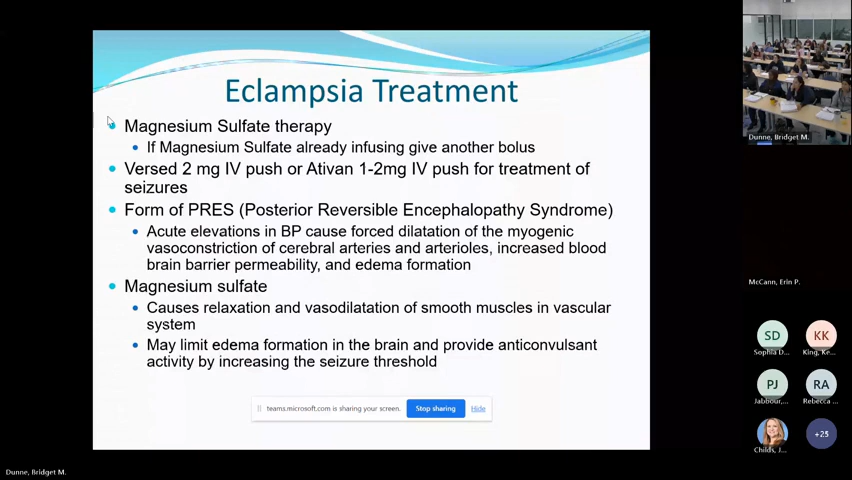 Eclampsia Treatment
Magnesium Sulfate therapy
If Magnesium Sulfate already infusing give another bolus
Versed 2 mg IV push or Ativan 1-2mg IV push for treatment of
seizures
Form of PRES (Posterior Reversible Encephalopathy Syndrome)
Acute elevations in BP cause forced dilatation of the myogenic
vasoconstriction of cerebral arteries and arterioles, increased blood
brain barrier permeability, and edema formation
Magnesium sulfate
Causes relaxation and vasodilatation of smooth muscles in vascular
system
May limit edema formation in the brain and provide anticonvulsant
activity by increasing the seizure threshold
teams.microsoft.com is sharing your screen. Stop sharing Hide
Dunne, Bridget M.
McCann, Erin P.
SD KK
Sophia D... King, Ke...
PJ RA
Jabbour,... Rebecca ...
+25
Childs, J...
Dunne, Bridget M.